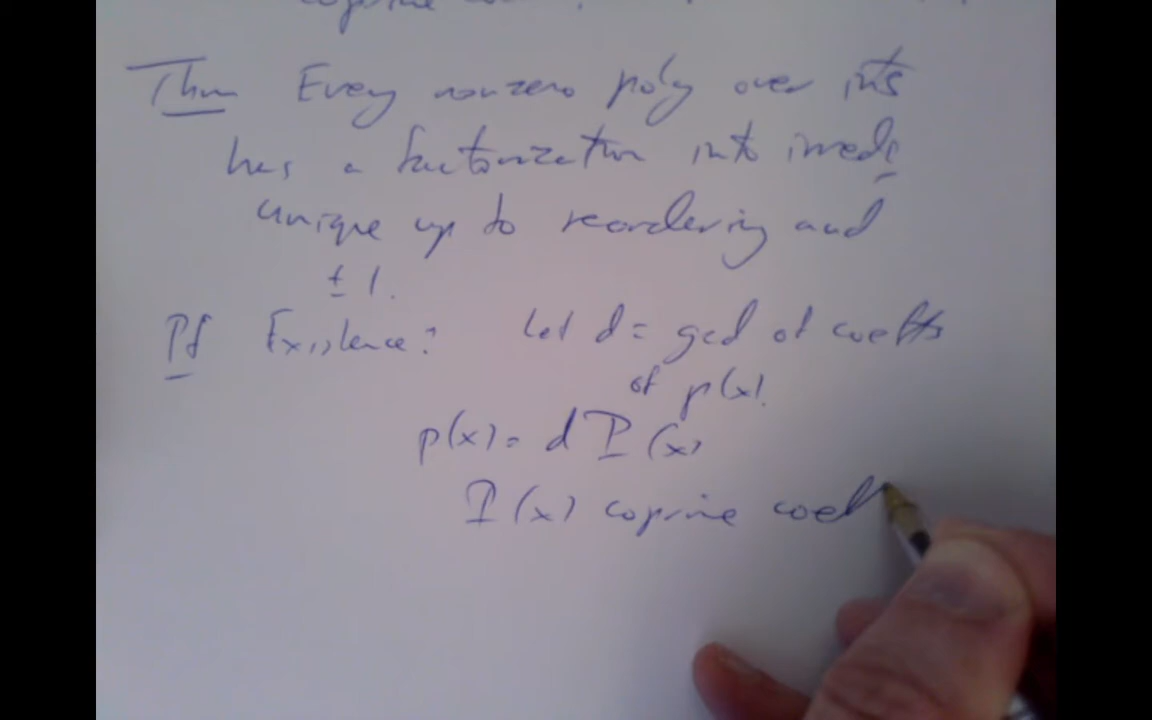 coprime
Thm Every nonzero poly over ints
has a factorization into irreds
unique up to reordering and
± 1.
Pf Existence: Let d = gcd of coeffs
of p(x).
p(x) = d P(x)
P(x) coprime coeff